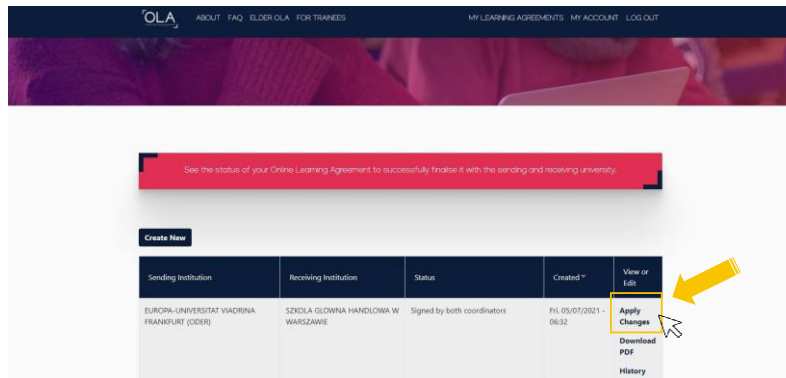 OLA ABOUT FAQ ELDER OLA FOR TRAINEES MY LEARNING AGREEMENTS MY ACCOUNT LOG OUT
See the status of your Online Learning Agreement to successfully finalise it with the sending and receiving university.
Create New
Sending Institution Receiving Institution Status Created View or
Edit
EUROPA-UNIVERSITAT VIADRINA SZKOLA GLOWNA HANDLOWA W Signed by both coordinators Fri, 05/07/2021 - Apply
FRANKFURT (ODER) WARSZAWIE 06:32 Changes
Download
PDF
History